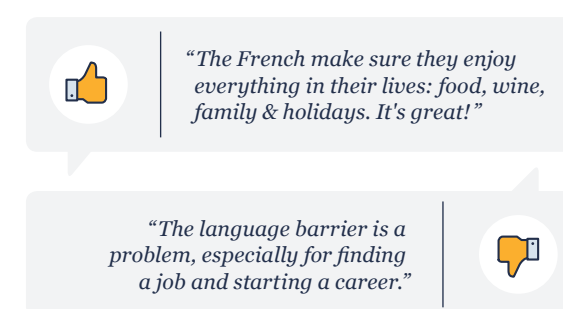 “The French make sure they enjoy
everything in their lives: food, wine,
family & holidays. It's great!”
“The language barrier is a
problem, especially for finding
a job and starting a career.”